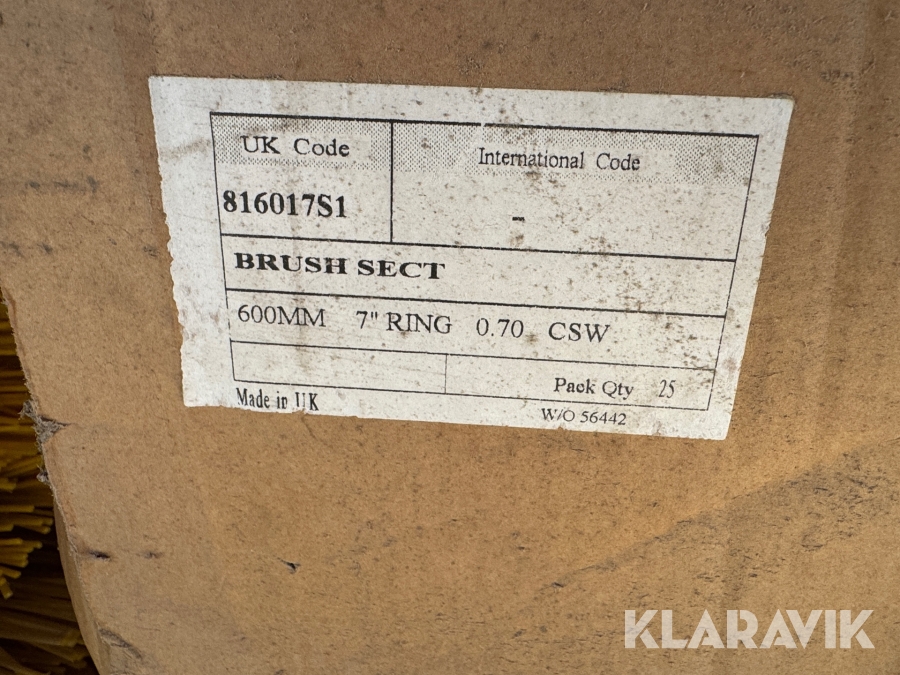 UK Code
International Code
816017S1
-
BRUSH SECT
600MM 7" RING 0.70 CSW
Pack Qty 25
Made in UK
W/O 56442
KLARAVIK